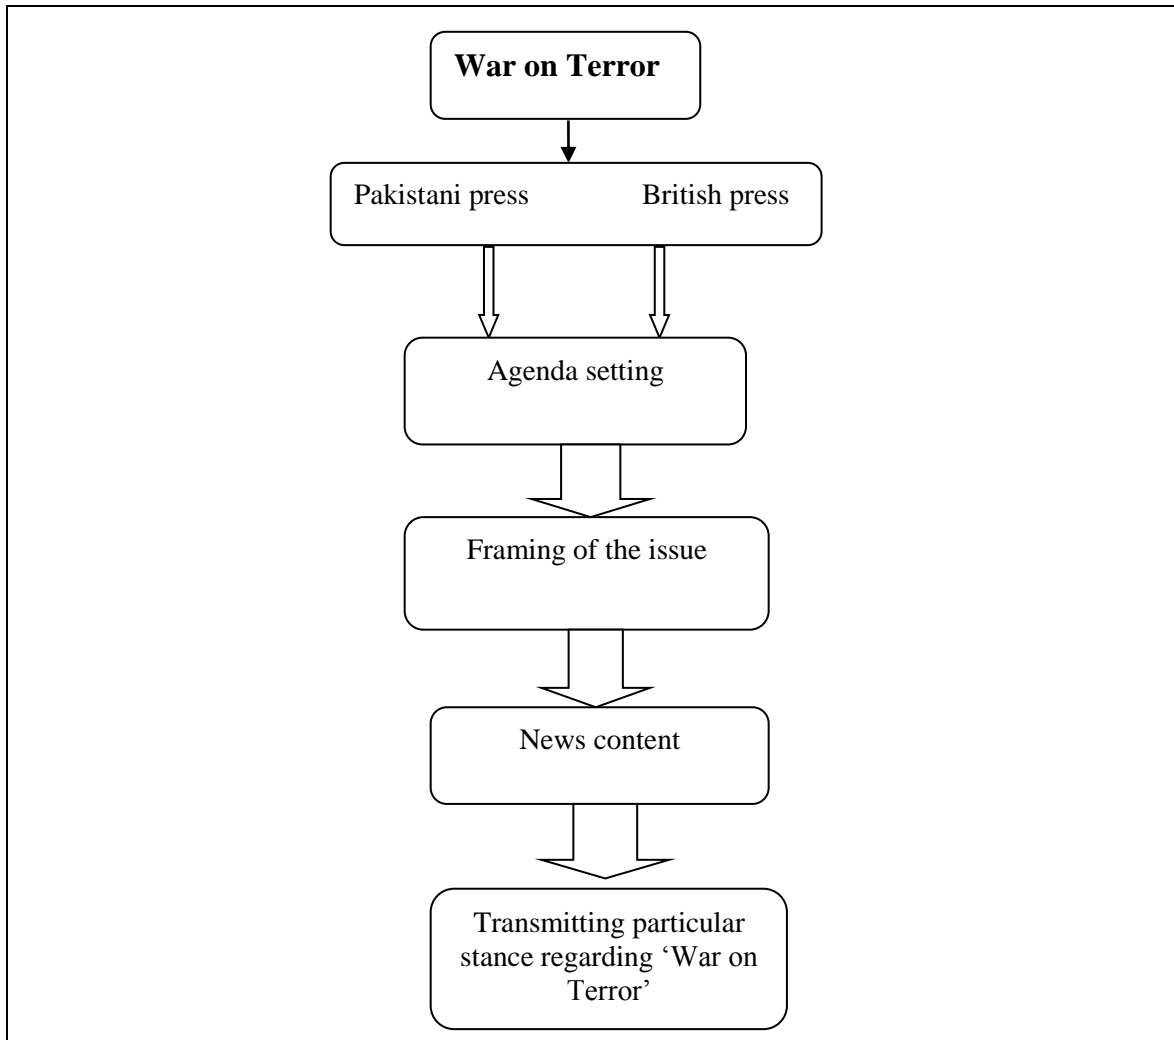 War on Terror
Pakistani press British press
Agenda setting
Framing of the issue
News content
Transmitting particular
stance regarding ‘War on
Terror’